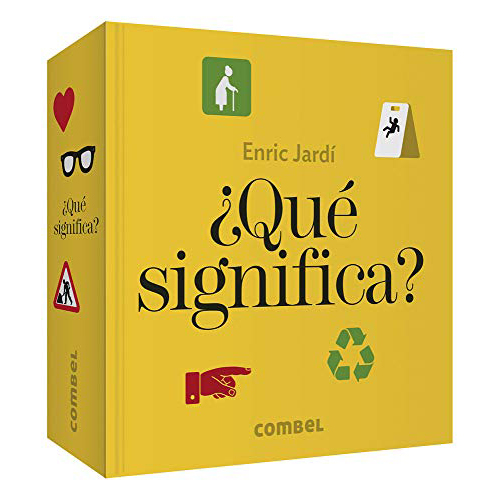 Enric Jardí
¿Qué
significa?
COMBEL
¿Qué
significa?
COMBEL